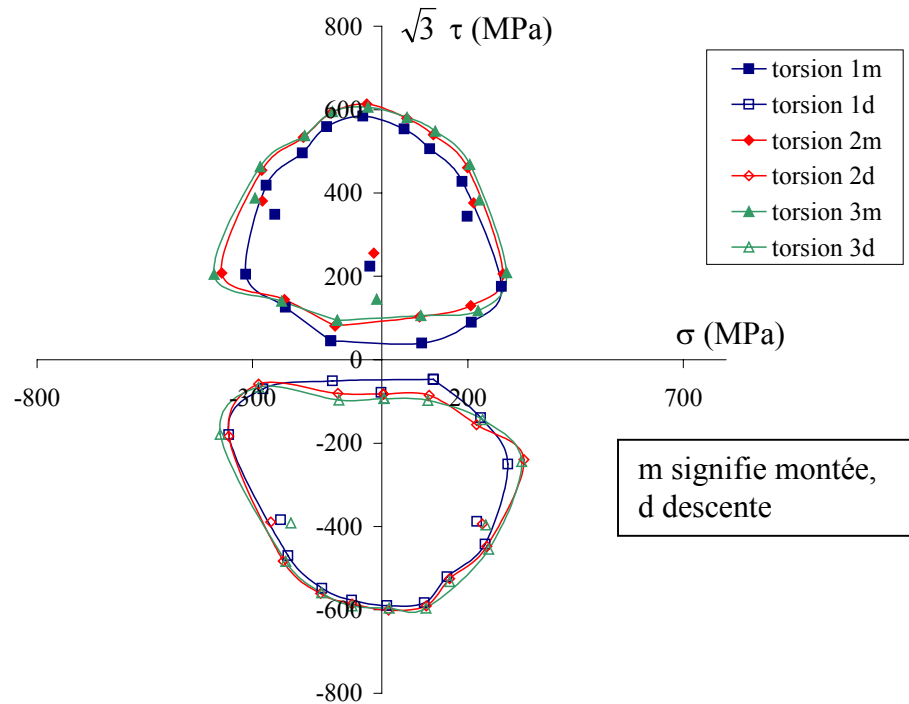 800
√3 τ (MPa)
600
400
200
0
-200
-400
-600
-800
-800
-300
200
700
σ (MPa)
torsion 1m
torsion 1d
torsion 2m
torsion 2d
torsion 3m
torsion 3d
m signifie montée,
d descente